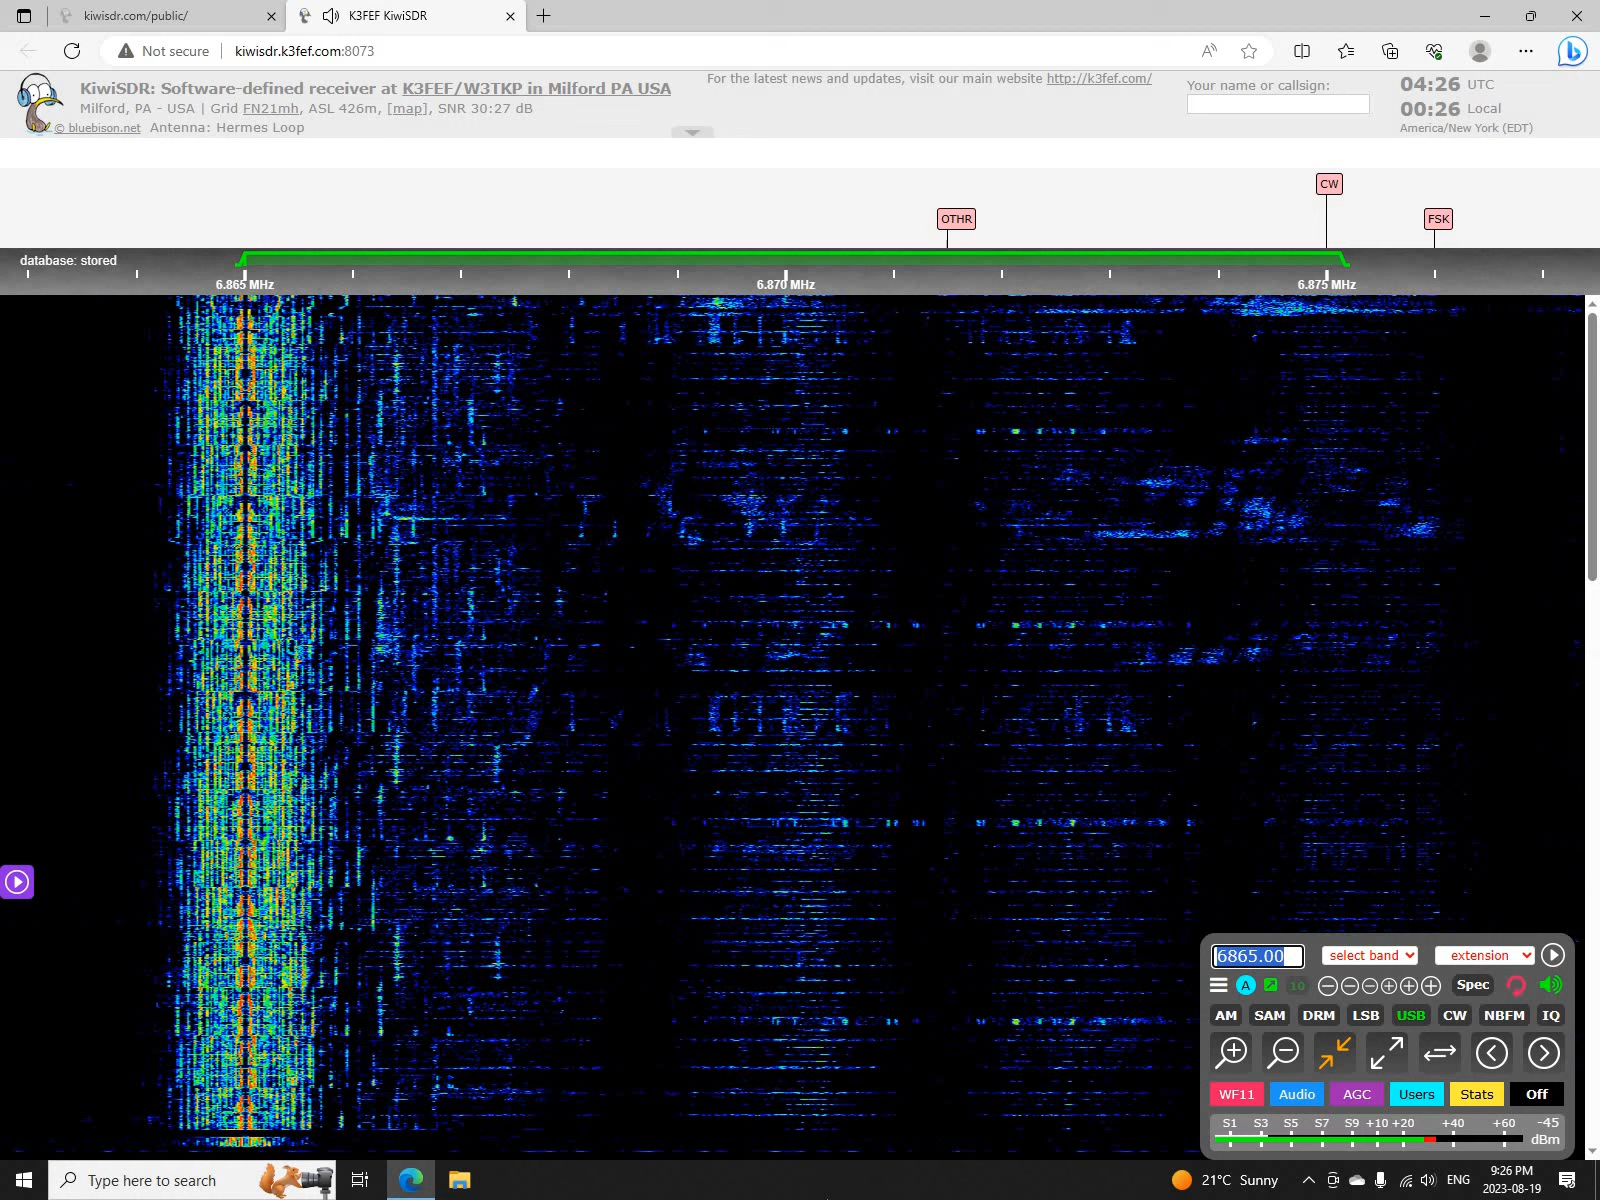 kiwisdr.com/public/
K3FEF KiwiSDR
Not secure
kiwisdr.k3fef.com:8073
KiwiSDR: Software-defined receiver at K3FEF/W3TKP in Milford PA USA
Milford, PA - USA | Grid FN21mh, ASL 426m, [map], SNR 30:27 dB
© bluebison.net Antenna: Hermes Loop
For the latest news and updates, visit our main website http://k3fef.com/
Your name or callsign:
04:26 UTC
00:26 Local
America/New York (EDT)
CW
OTHR
FSK
database: stored
6.865 MHz
6.870 MHz
6.875 MHz
6865.00
select band
extension
A
10
Spec
AM SAM DRM LSB USB CW NBFM IQ
WF11 Audio AGC Users Stats Off
S1 S3 S5 S7 S9 +10 +20 +40 +60 -45
dBm
Type here to search
21°C Sunny
ENG
9:26 PM
2023-08-19